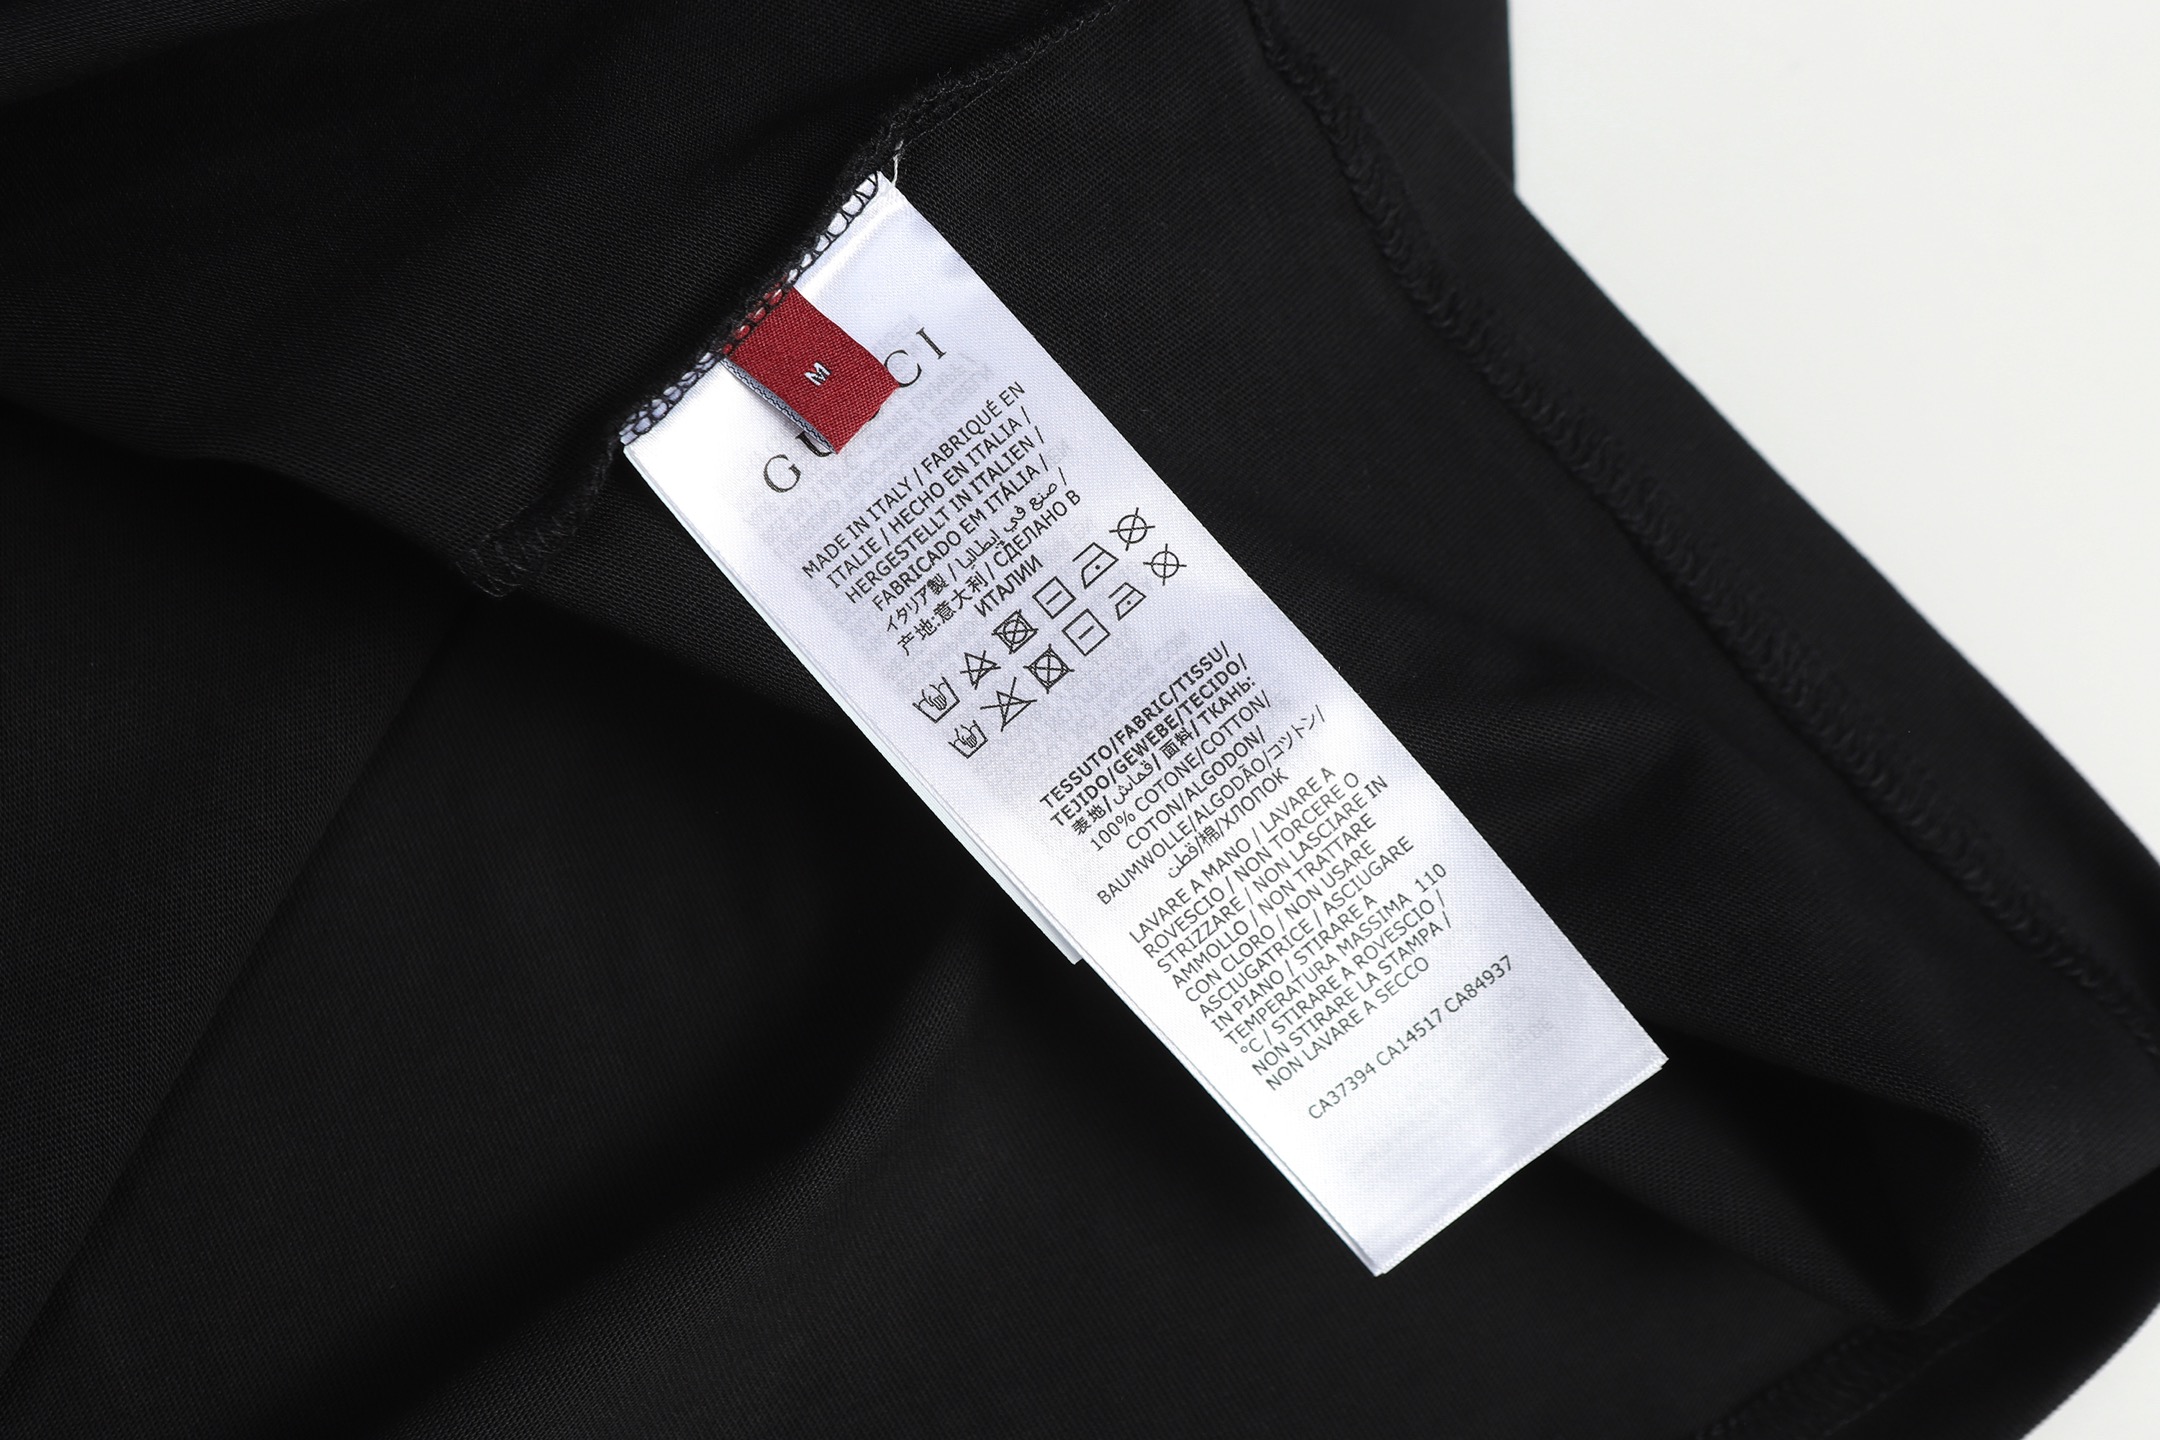 M
GUCCI
MADE IN ITALY / FABRIQUÉ EN
ITALIE / HECHO EN ITALIA /
HERGESTELLT IN ITALIEN /
FABRICADO EM ITÁLIA /
イタリア製 / صنع في إيطاليا /
产地:意大利 / СДЕЛАНО В
ИТАЛИИ
TESSUTO/FABRIC/TISSU/
TEJIDO/GEWEBE/TECIDO/
表地/قماش/面料/ТКАНЬ:
100% COTONE/COTTON/
COTON/ALGODON/
BAUMWOLLE/ALGODÃO/コットン/
قطن/棉/ХЛОПОК
LAVARE A MANO / LAVARE A
ROVESCIO / NON TORCERE O
STRIZZARE / NON LASCIARE IN
AMMOLLO / NON TRATTARE
CON CLORO / NON USARE
ASCIUGATRICE / ASCIUGARE
IN PIANO / STIRARE A
TEMPERATURA MASSIMA 110
°C / STIRARE A ROVESCIO /
NON STIRARE LA STAMPA /
NON LAVARE A SECCO
CA37394 CA14517 CA84937